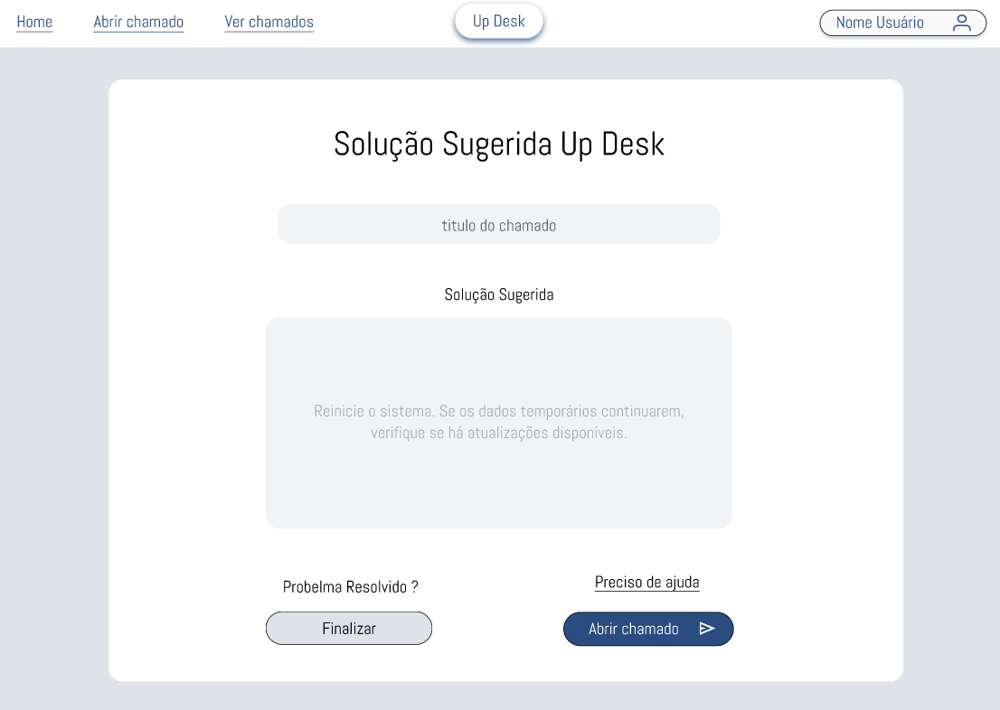 Home
Abrir chamado
Ver chamados
Up Desk
Nome Usuário
Solução Sugerida Up Desk
titulo do chamado
Solução Sugerida
Reinicie o sistema. Se os dados temporários continuarem,
verifique se há atualizações disponíveis.
Probelma Resolvido ?
Finalizar
Preciso de ajuda
Abrir chamado